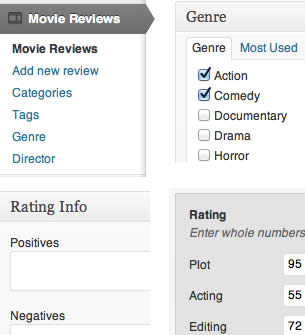 Movie Reviews
Movie Reviews
Add new review
Categories
Tags
Genre
Director
Genre
Genre Most Used
Action
Comedy
Documentary
Drama
Horror
Rating Info
Positives
Negatives
Rating
Enter whole numbers
Plot 95
Acting 55
Editing 72